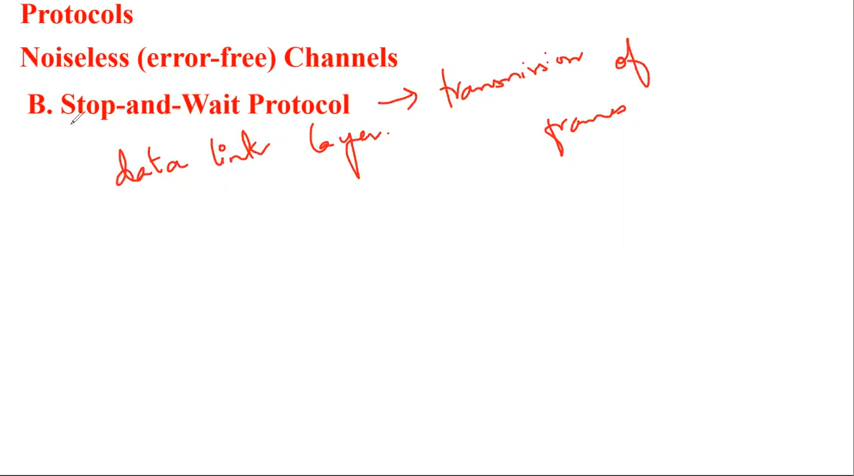 Protocols
Noiseless (error-free) Channels
B. Stop-and-Wait Protocol → transmission of
frames
data link layer.